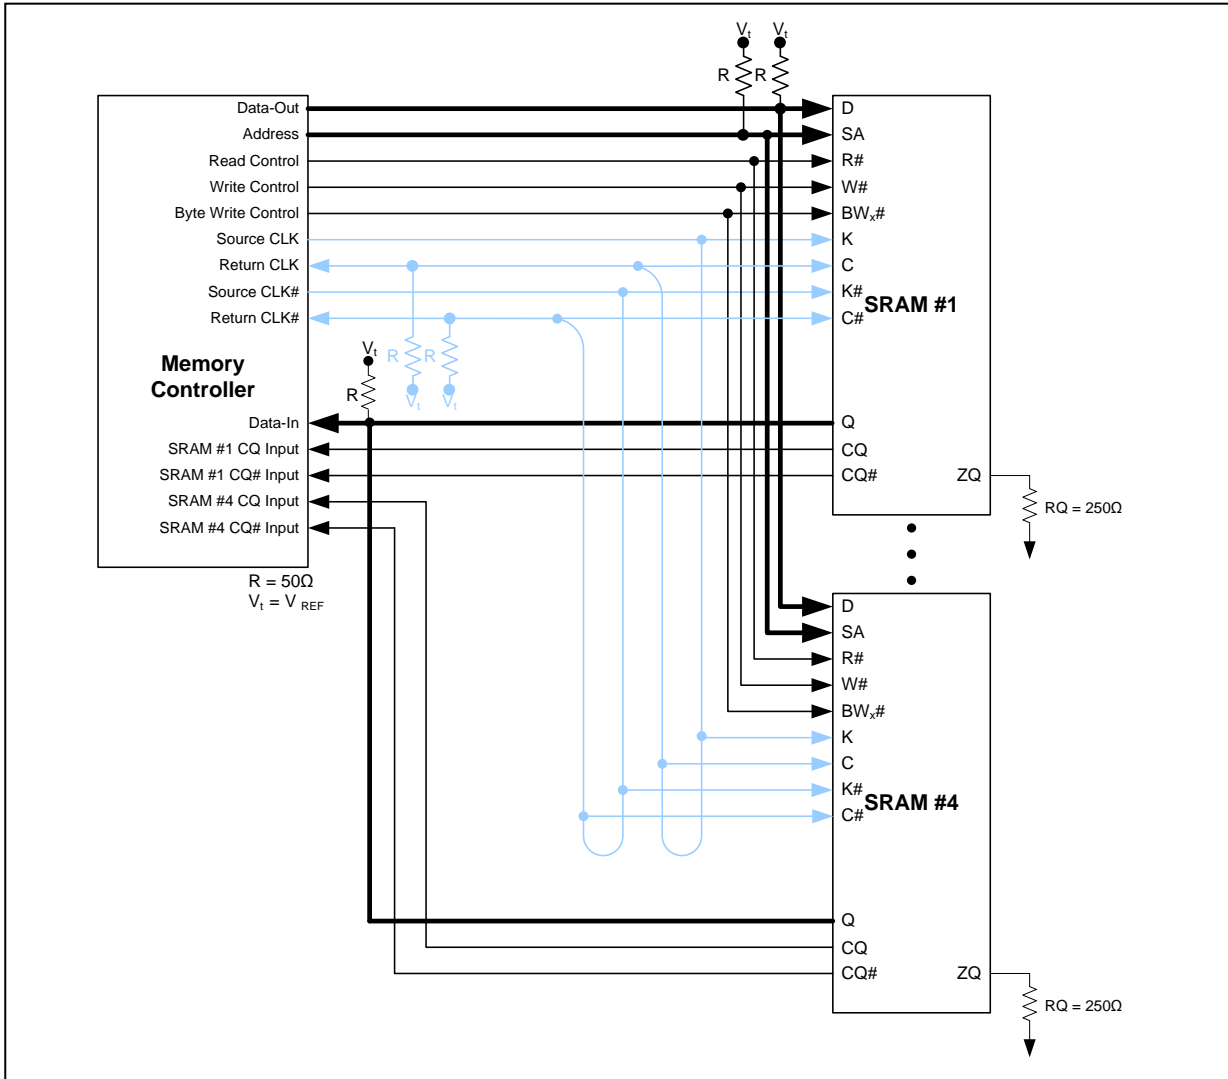 Vt Vt
R R
Data-Out
Address
Read Control
Write Control
Byte Write Control
Source CLK
Return CLK
Source CLK#
Return CLK#
Memory
Controller
Data-In
SRAM #1 CQ Input
SRAM #1 CQ# Input
SRAM #4 CQ Input
SRAM #4 CQ# Input
R = 50Ω
Vt = V REF
Vt
R
R R
Vt Vt
D
SA
R#
W#
BWx#
K
C
K#
C#
SRAM #1
Q
CQ
CQ#
ZQ
RQ = 250Ω
D
SA
R#
W#
BWx#
K
C
K#
C#
SRAM #4
Q
CQ
CQ#
ZQ
RQ = 250Ω